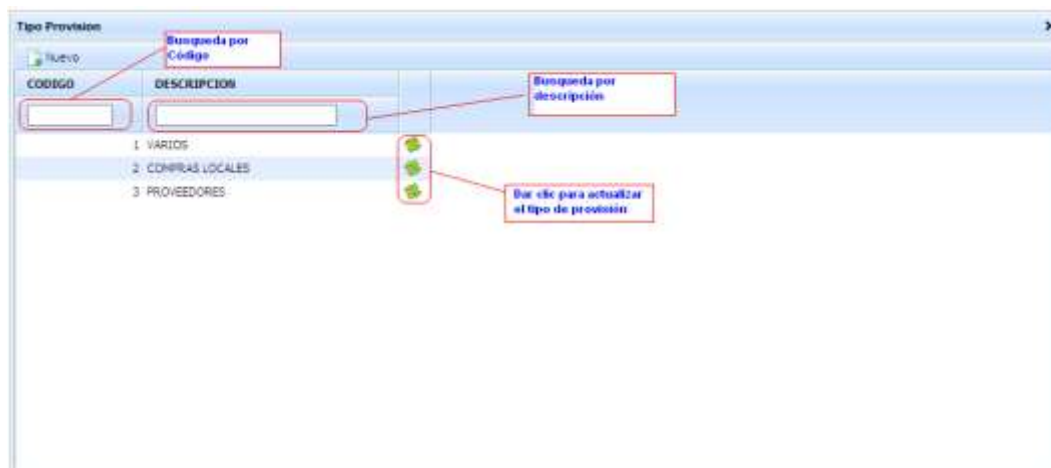 Tipo Provision
Busqueda por
Código
Nuevo
CODIGO DESCRIPCION
Busqueda por
descripción
1 VARIOS
2 COMPRAS LOCALES
3 PROVEEDORES
Dar clic para actualizar
el tipo de provisión